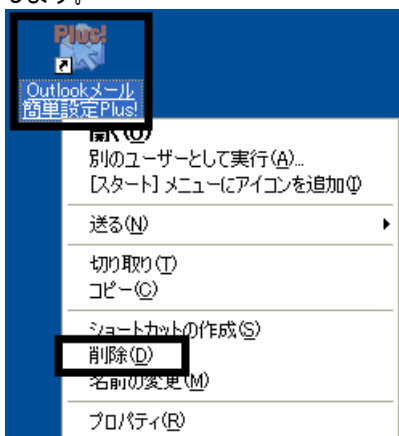 します。
Plus!
Outlookメール
簡単設定Plus!
開く(O)
別のユーザーとして実行(A)...
[スタート] メニューにアイコンを追加(I)
送る(N)
切り取り(T)
コピー(C)
ショートカットの作成(S)
削除(D)
名前の変更(M)
プロパティ(R)